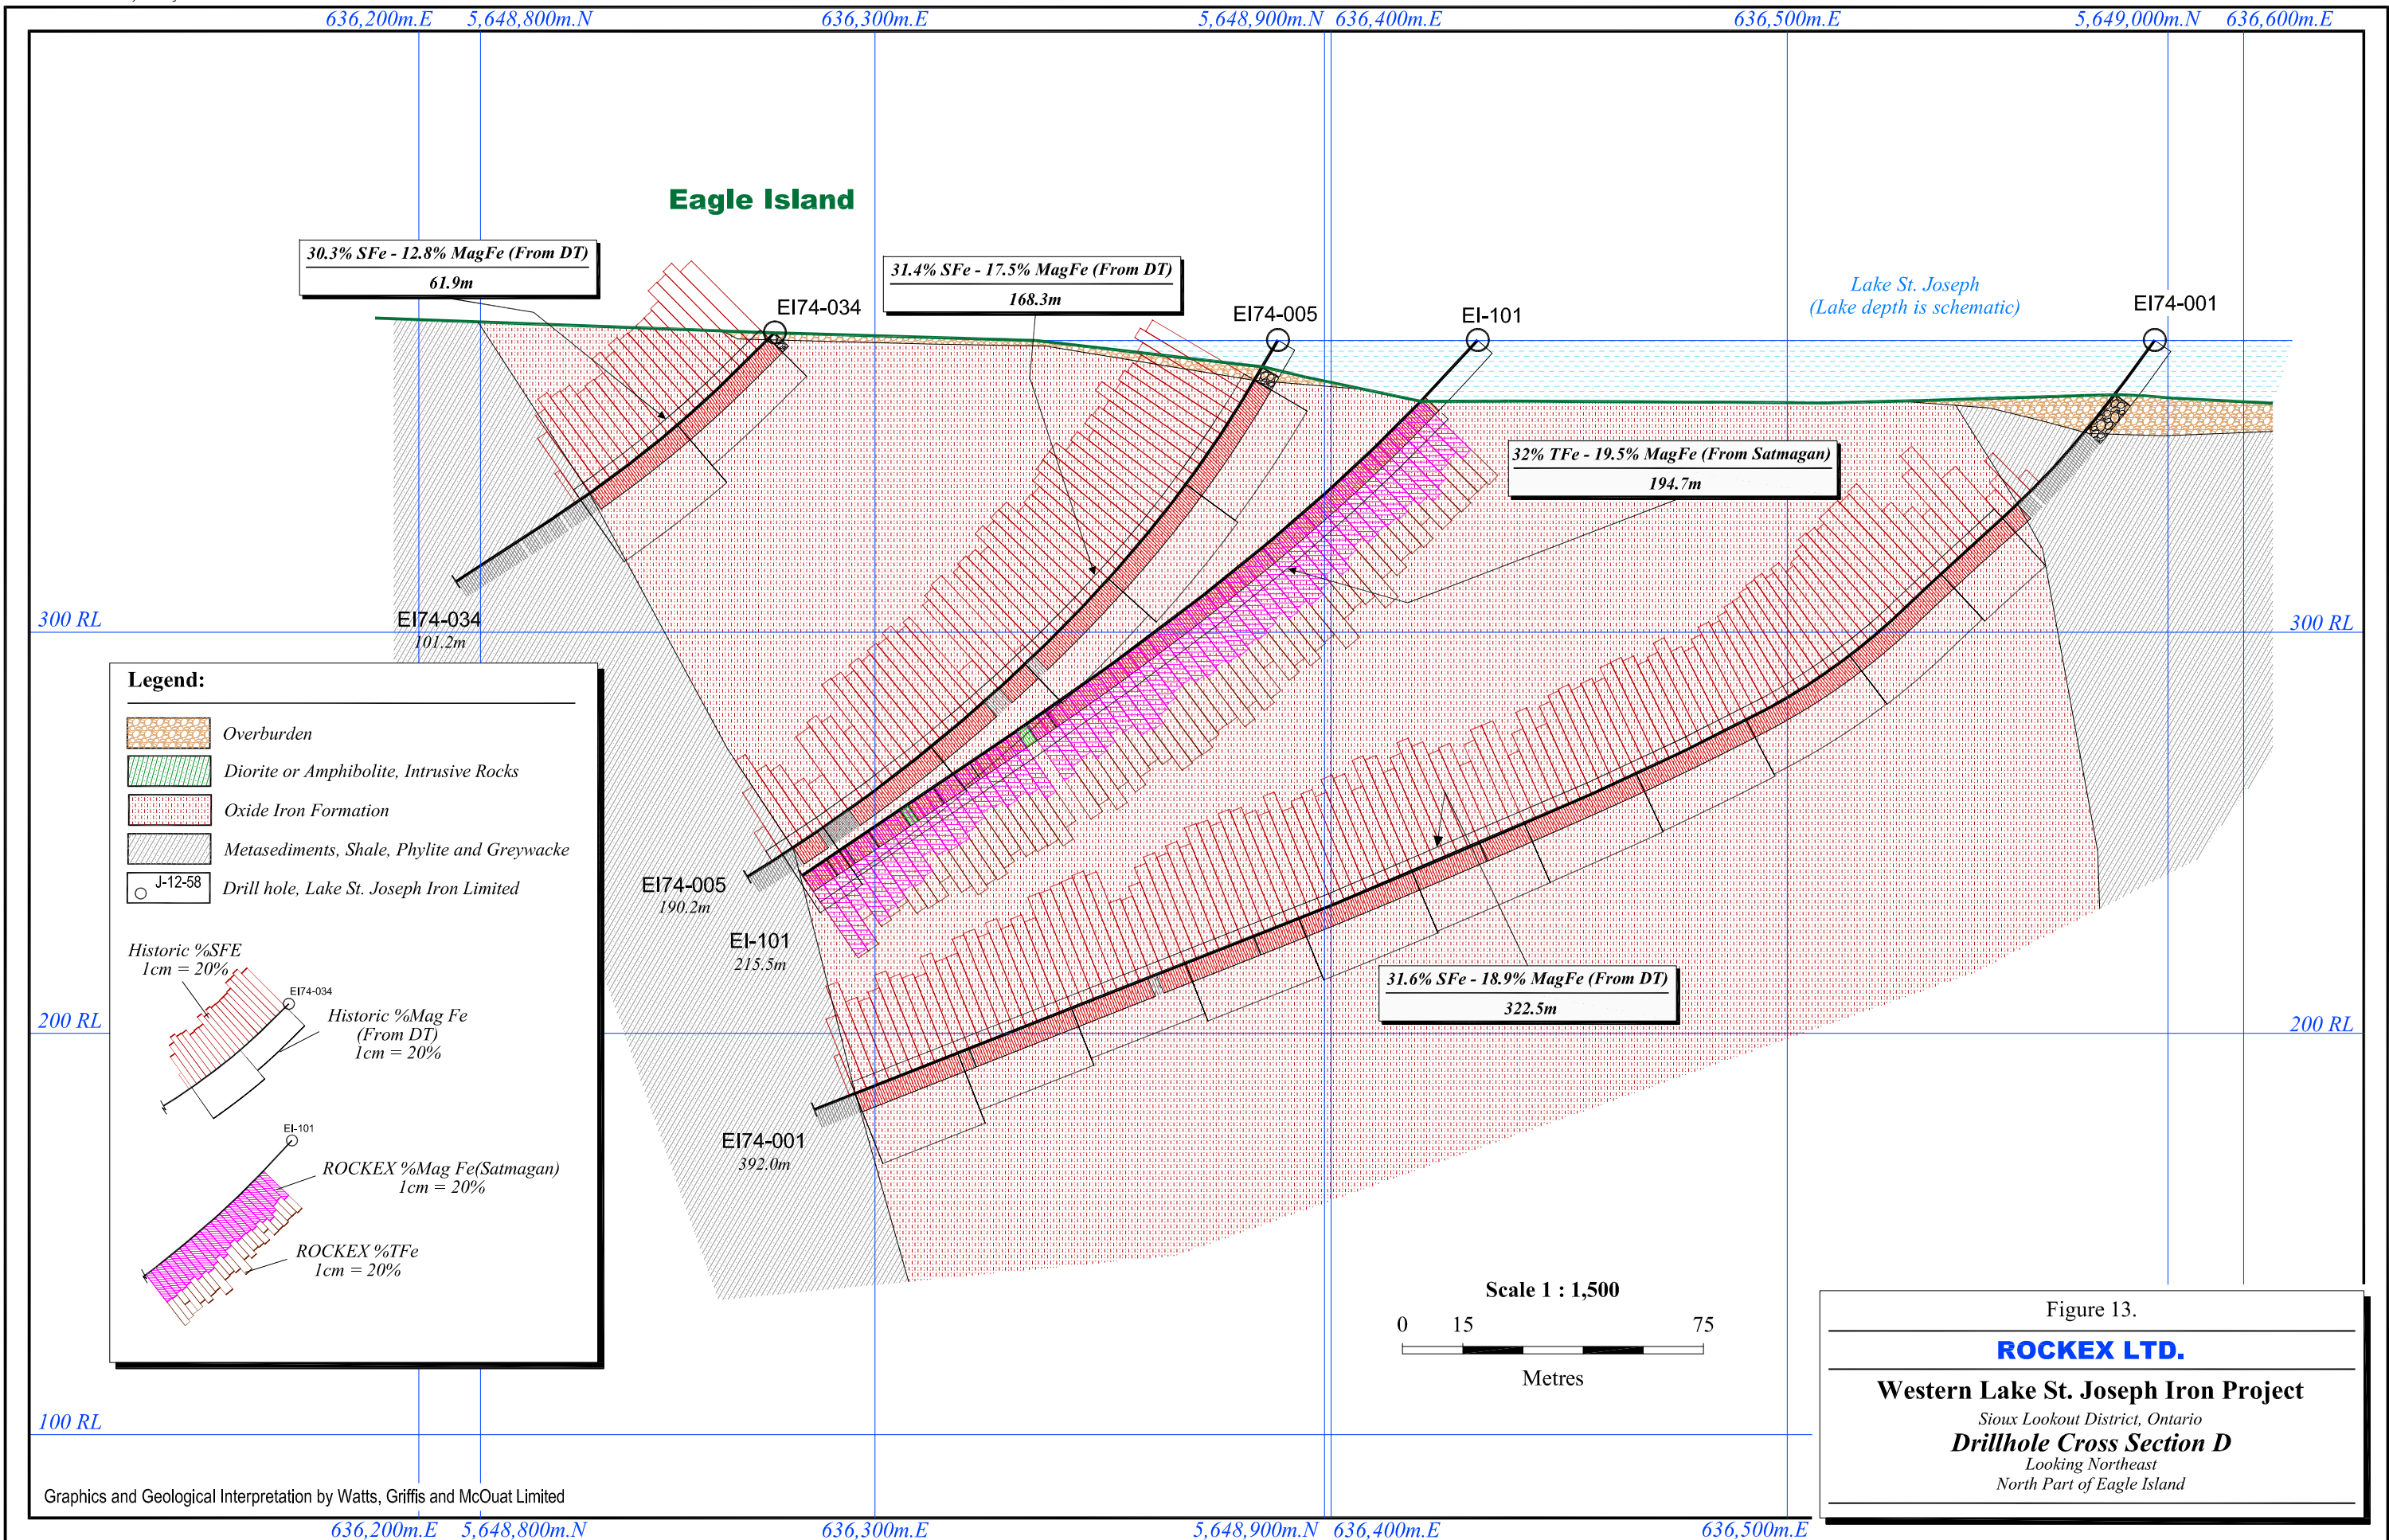 636,200m.E 5,648,800m.N 636,300m.E 5,648,900m.N 636,400m.E 636,500m.E 5,649,000m.N 636,600m.E
Eagle Island
30.3% SFe - 12.8% MagFe (From DT)
61.9m
31.4% SFe - 17.5% MagFe (From DT)
168.3m
EI74-034
EI74-005
EI-101
Lake St. Joseph
(Lake depth is schematic)
EI74-001
32% TFe - 19.5% MagFe (From Satmagan)
194.7m
EI74-034
101.2m
300 RL
300 RL
Legend:
Overburden
Diorite or Amphibolite, Intrusive Rocks
Oxide Iron Formation
Metasediments, Shale, Phylite and Greywacke
J-12-58 Drill hole, Lake St. Joseph Iron Limited
Historic %SFE
1cm = 20%
EI74-034
Historic %Mag Fe
(From DT)
1cm = 20%
EI-101
ROCKEX %Mag Fe(Satmagan)
1cm = 20%
ROCKEX %TFe
1cm = 20%
EI74-005
190.2m
EI-101
215.5m
31.6% SFe - 18.9% MagFe (From DT)
322.5m
200 RL
200 RL
EI74-001
392.0m
Scale 1 : 1,500
0 15 75
Metres
100 RL
Figure 13.
ROCKEX LTD.
Western Lake St. Joseph Iron Project
Sioux Lookout District, Ontario
Drillhole Cross Section D
Looking Northeast
North Part of Eagle Island
Graphics and Geological Interpretation by Watts, Griffis and McOuat Limited
636,200m.E 5,648,800m.N 636,300m.E 5,648,900m.N 636,400m.E 636,500m.E